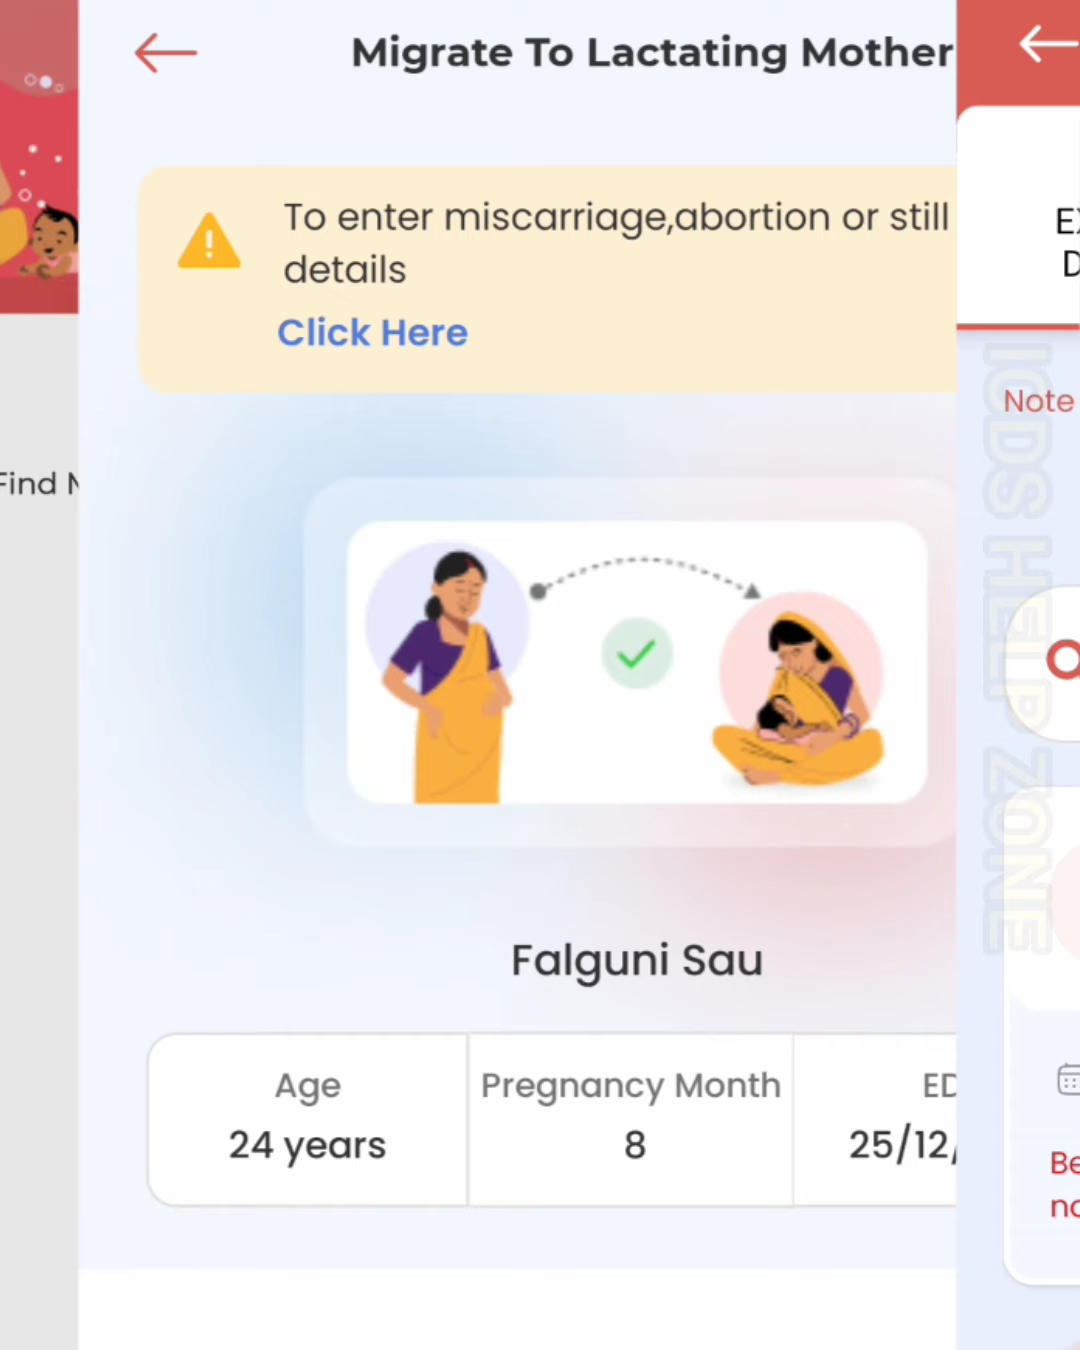 Migrate To Lactating Mother
To enter miscarriage,abortion or still
details
Click Here
Find
Falguni Sau
Age
Pregnancy Month
ED
24 years
8
25/12/
Note
ICDS HELP ZONE